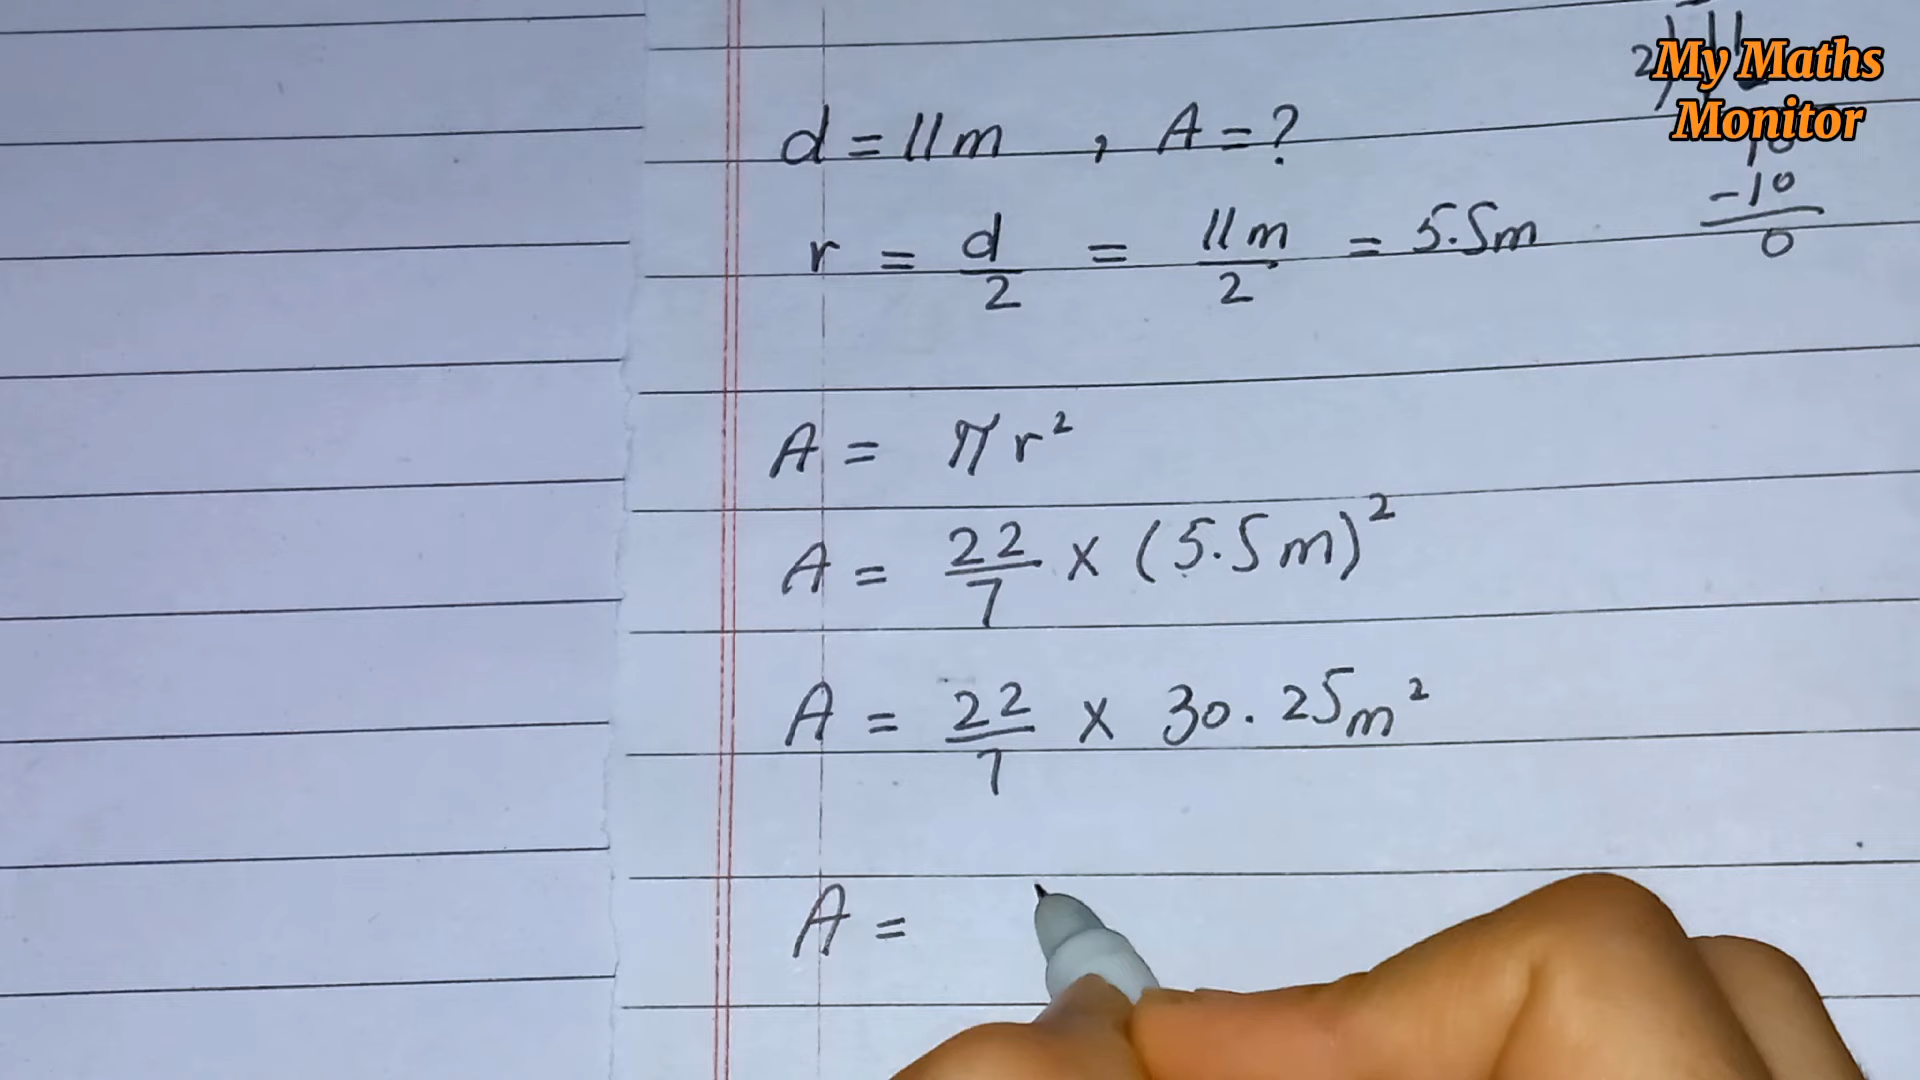 My Maths
Monitor
d = 11m , A = ?
r = d/2 = 11m/2 = 5.5m
-10
0
A = πr²
A = 22/7 × (5.5m)²
A = 22/7 × 30.25m²
A =